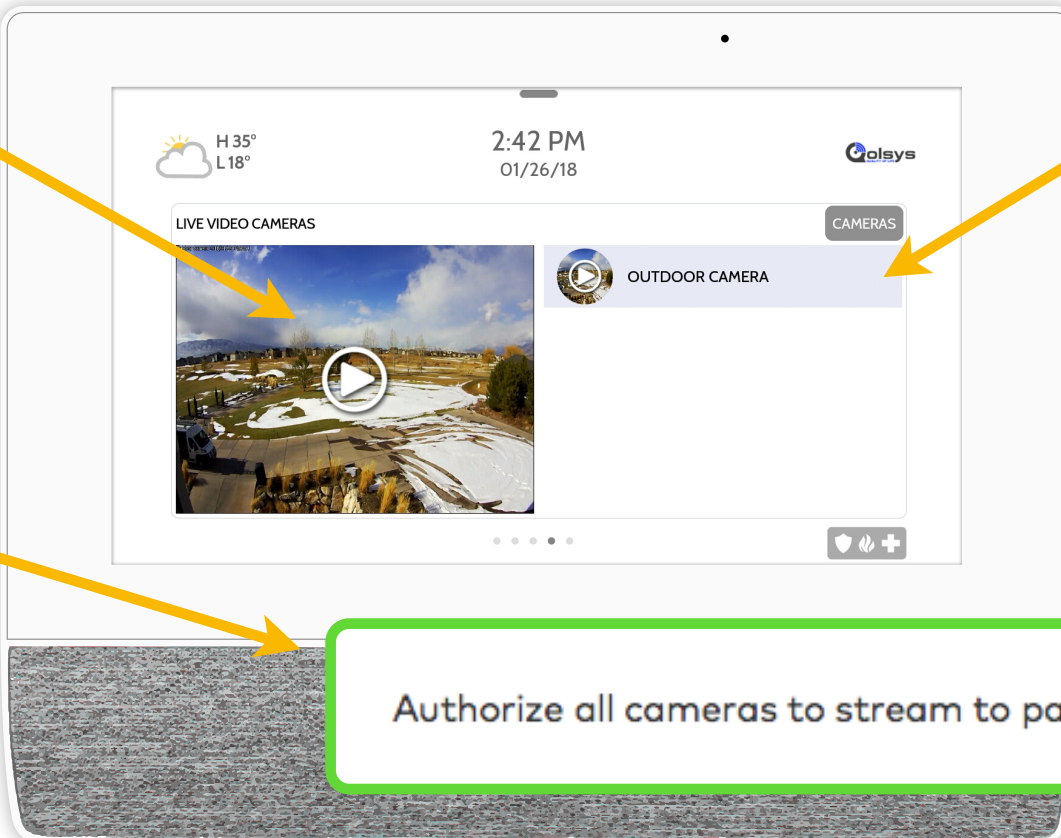 H 35°
L 18°
2:42 PM
01/26/18
Qolsys
LIVE VIDEO CAMERAS
CAMERAS
OUTDOOR CAMERA
Authorize all cameras to stream to pa